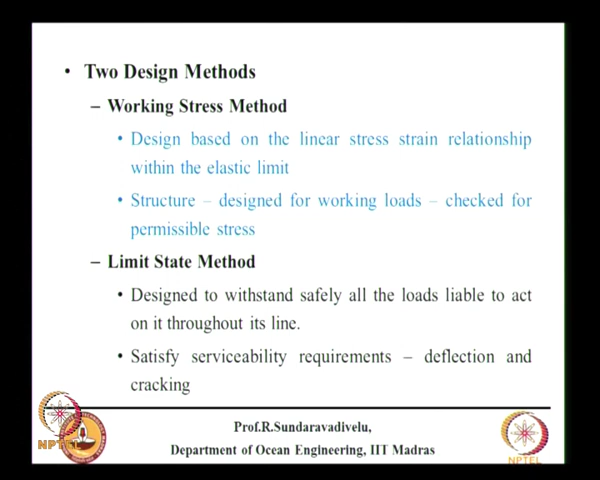 • Two Design Methods
– Working Stress Method
• Design based on the linear stress strain relationship
within the elastic limit
• Structure – designed for working loads – checked for
permissible stress
– Limit State Method
• Designed to withstand safely all the loads liable to act
on it throughout its line.
• Satisfy serviceability requirements – deflection and
cracking
Prof.R.Sundaravadivelu,
Department of Ocean Engineering, IIT Madras
NPTEL
NPTEL